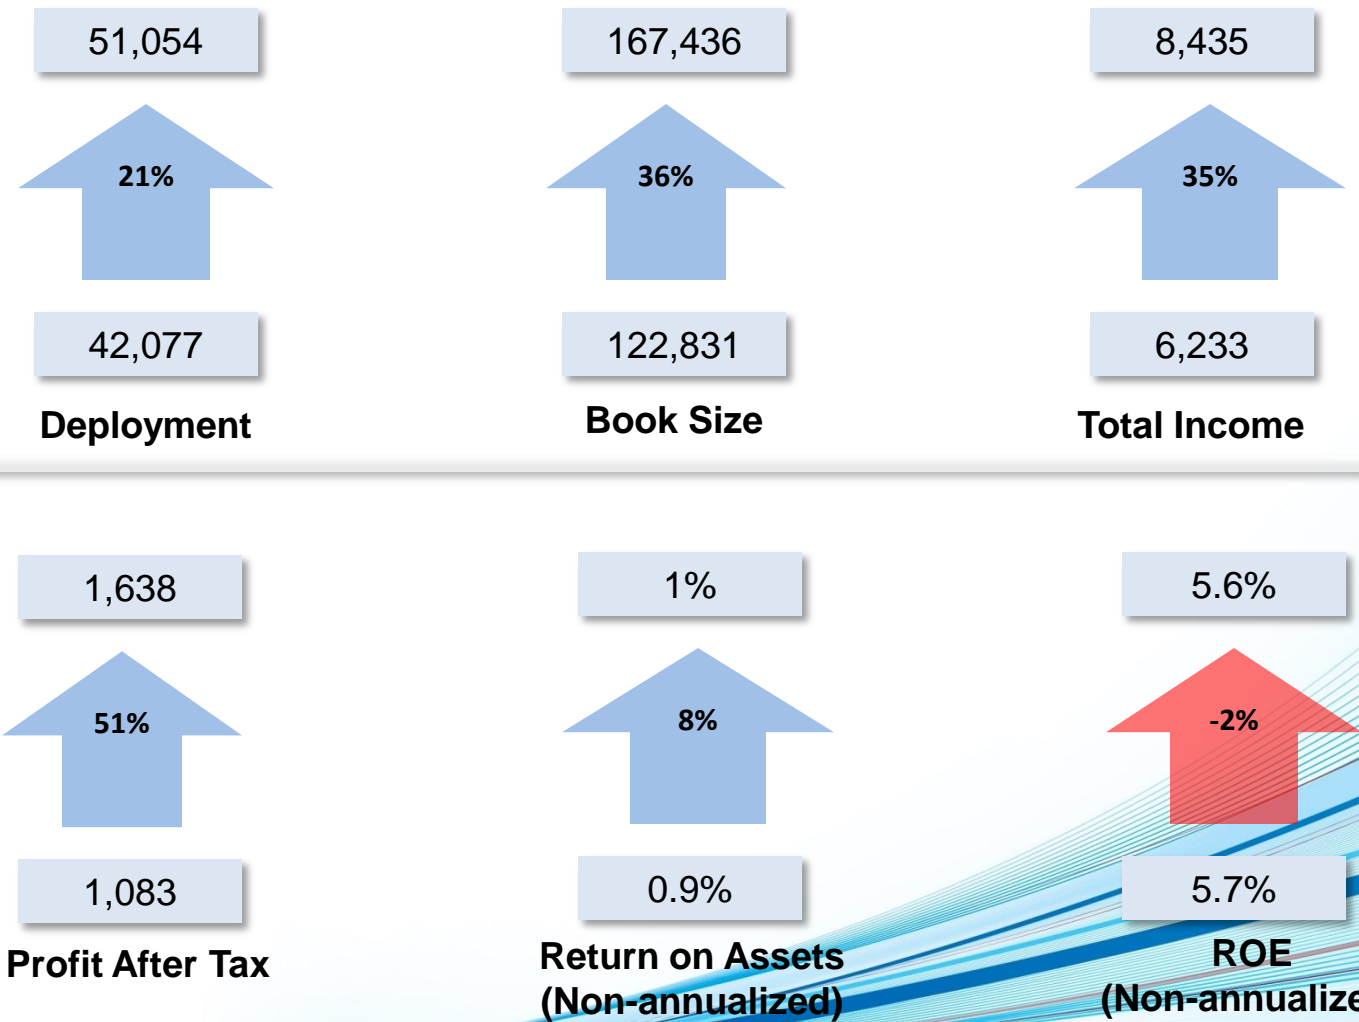 51,054
167,436
8,435
21%
36%
35%
42,077
122,831
6,233
Deployment
Book Size
Total Income
1,638
1%
5.6%
51%
8%
-2%
1,083
0.9%
5.7%
Profit After Tax
Return on Assets
(Non-annualized)
ROE
(Non-annualize